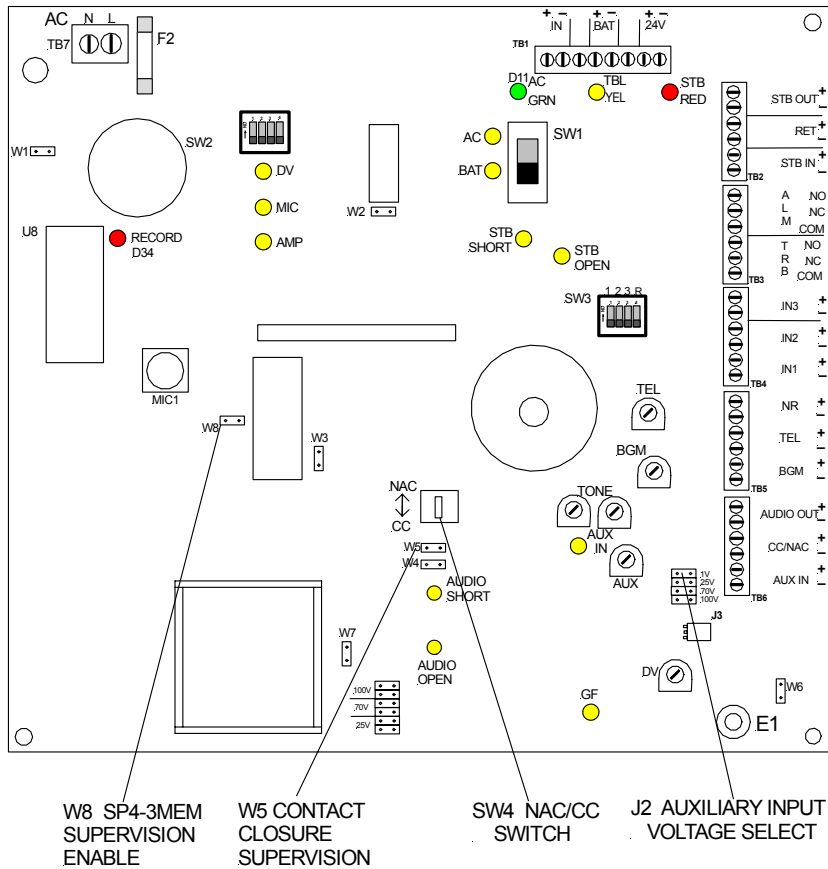 AC N L
TB7
F2
+ - + - + -
IN BAT 24V
TB1
D11 AC
GRN
TBL
YEL
STB
RED
W1
SW2
DV
MIC
AMP
W2
AC
BAT
SW1
STB OUT + -
RET + -
STB IN + -
TB2
A L M
NO
NC
COM
T R B
NO
NC
COM
TB3
U8
RECORD
D34
STB
SHORT
STB
OPEN
1 2 3 R
SW3
IN3 + -
IN2 + -
IN1 + -
TB4
MIC1
W8
W3
TEL
BGM
NR + -
TEL + -
BGM + -
TB5
NAC
CC
TONE
AUX
IN
AUX
W5
W4
AUDIO OUT + -
CC/NAC + -
AUX IN + -
TB6
1V
25V
70V
100V
J3
AUDIO
SHORT
AUDIO
OPEN
W7
100V
70V
25V
DV
GF
W6
E1
W8 SP4-3MEM
SUPERVISION
ENABLE
W5 CONTACT
CLOSURE
SUPERVISION
SW4 NAC/CC
SWITCH
J2 AUXILIARY INPUT
VOLTAGE SELECT